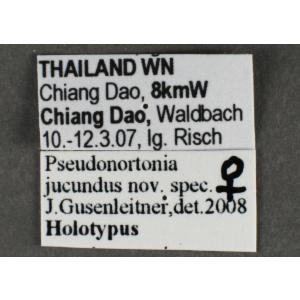 THAILAND WN
Chiang Dao, 8kmW
Chiang Dao, Waldbach
10.-12.3.07, lg. Risch
Pseudonortonia
jucundus nov. spec. ♀
J.Gusenleitner,det.2008
Holotypus